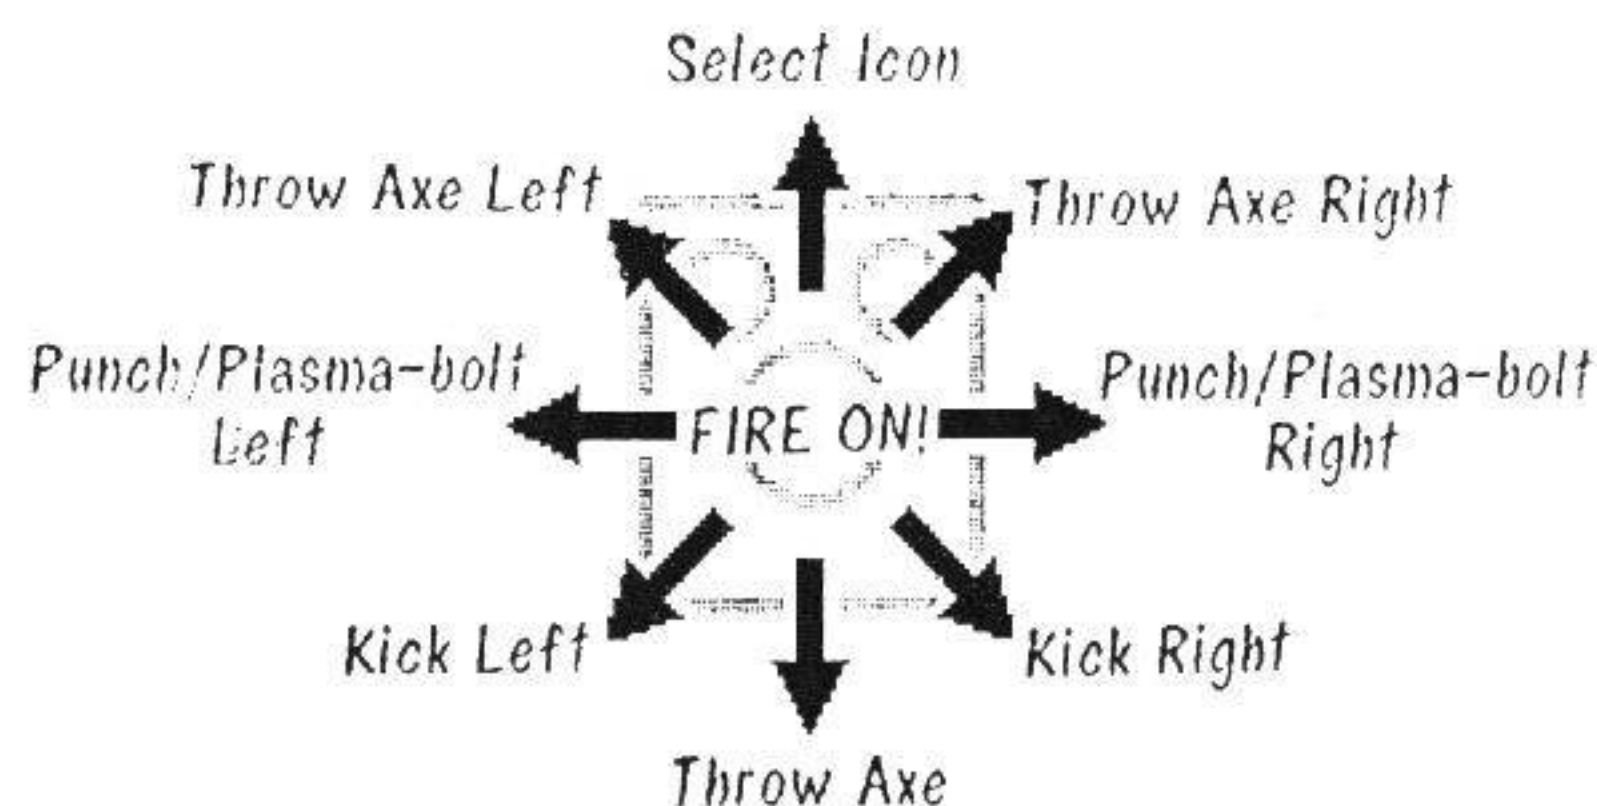 Select Icon
Throw Axe Left
Throw Axe Right
Punch/Plasma-bolt
Left
FIRE ON!
Punch/Plasma-bolt
Right
Kick Left
Kick Right
Throw Axe